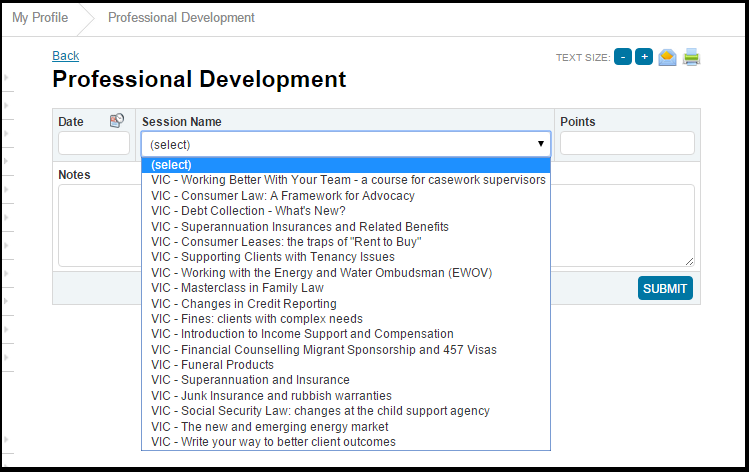 My Profile Professional Development
Back
TEXT SIZE: - +
Professional Development
Date Session Name Points
(select)
(select)
Notes
VIC - Working Better With Your Team - a course for casework supervisors
VIC - Consumer Law: A Framework for Advocacy
VIC - Debt Collection - What's New?
VIC - Superannuation Insurances and Related Benefits
VIC - Consumer Leases: the traps of "Rent to Buy"
VIC - Supporting Clients with Tenancy Issues
VIC - Working with the Energy and Water Ombudsman (EWOV)
VIC - Masterclass in Family Law
VIC - Changes in Credit Reporting
VIC - Fines: clients with complex needs
VIC - Introduction to Income Support and Compensation
VIC - Financial Counselling Migrant Sponsorship and 457 Visas
VIC - Funeral Products
VIC - Superannuation and Insurance
VIC - Junk Insurance and rubbish warranties
VIC - Social Security Law: changes at the child support agency
VIC - The new and emerging energy market
VIC - Write your way to better client outcomes
SUBMIT